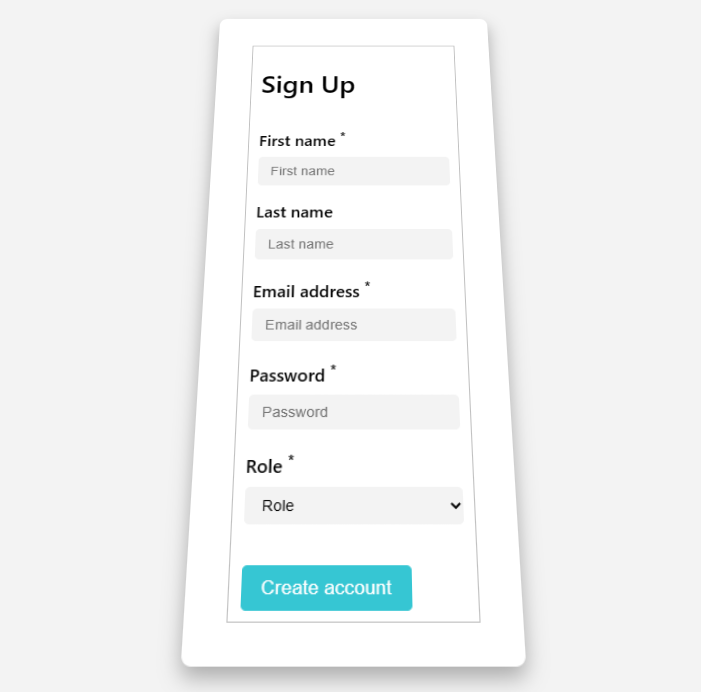 Sign Up
First name *
First name
Last name
Last name
Email address *
Email address
Password *
Password
Role *
Role
Create account